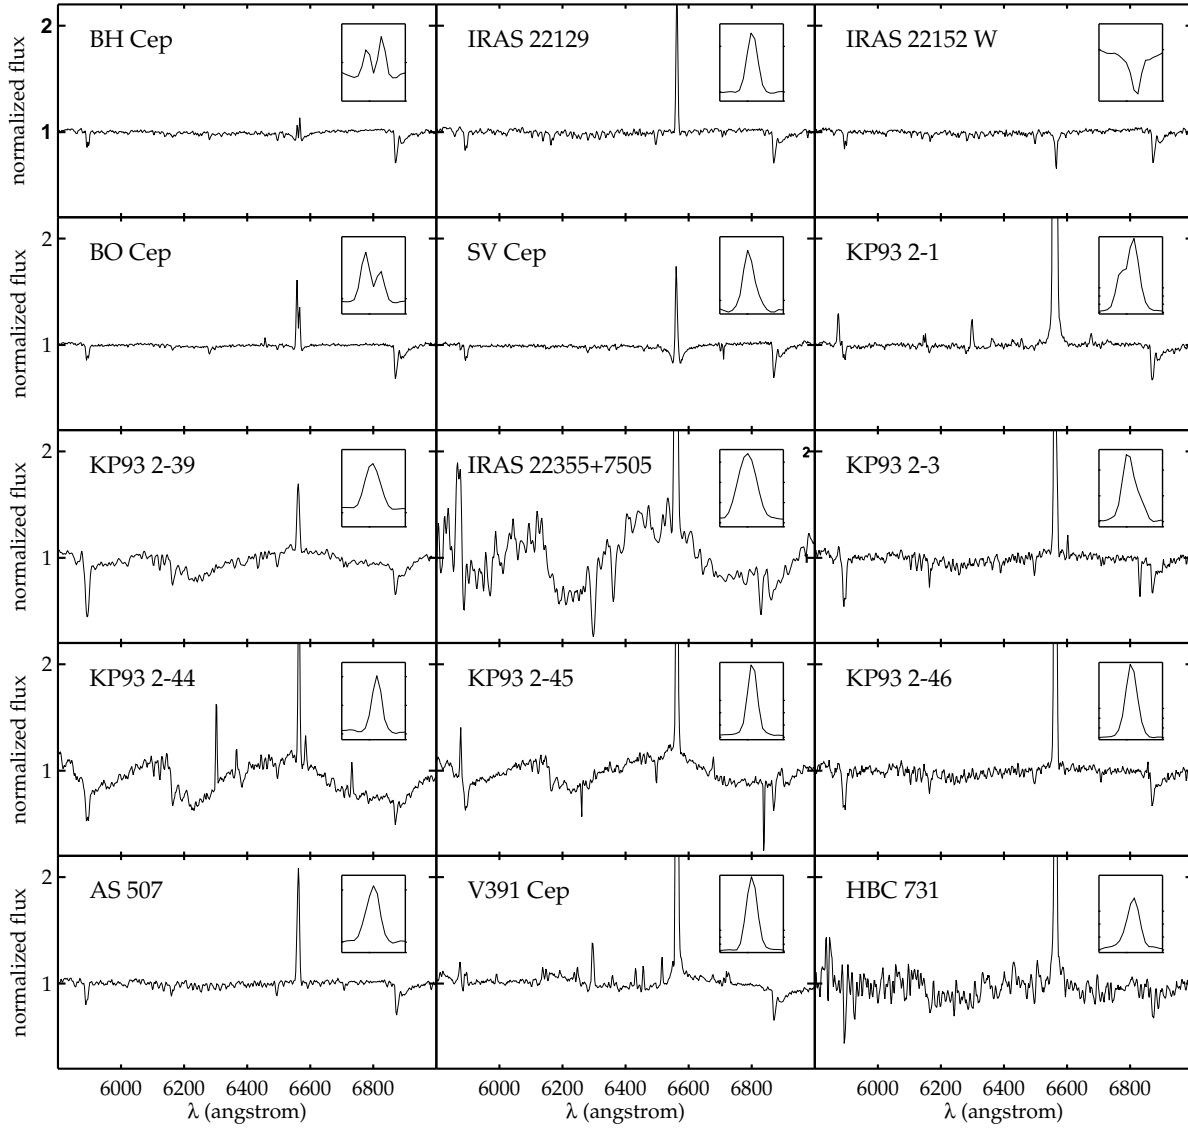 BH Cep
IRAS 22129
IRAS 22152 W
normalized flux
2
1
BO Cep
SV Cep
KP93 2-1
normalized flux
2
1
KP93 2-39
IRAS 22355+7505
KP93 2-3
normalized flux
2
1
2
1
KP93 2-44
KP93 2-45
KP93 2-46
normalized flux
2
1
AS 507
V391 Cep
HBC 731
normalized flux
2
1
6000 6200 6400 6600 6800
6000 6200 6400 6600 6800
6000 6200 6400 6600 6800
λ (angstrom)
λ (angstrom)
λ (angstrom)